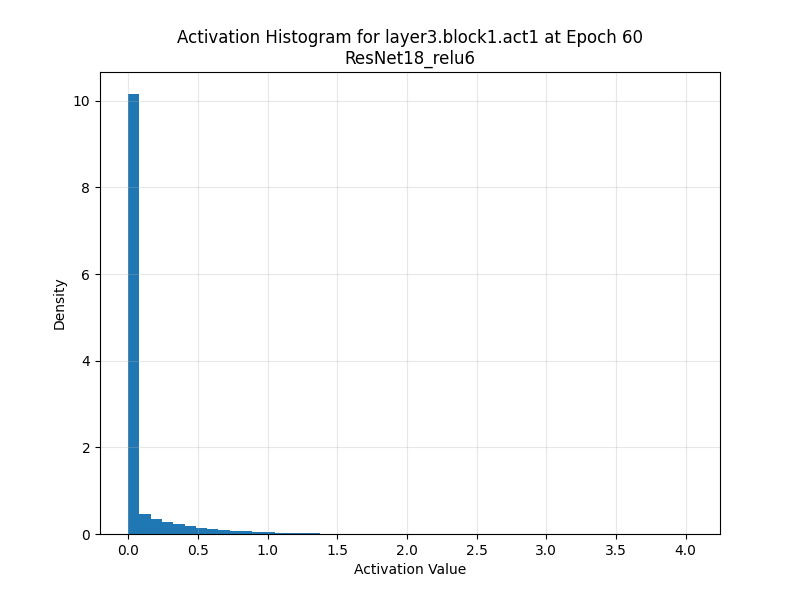 Activation Histogram for layer3.block1.act1 at Epoch 60
ResNet18_relu6
10
8
6
4
2
0
Density
0.0 0.5 1.0 1.5 2.0 2.5 3.0 3.5 4.0
Activation Value